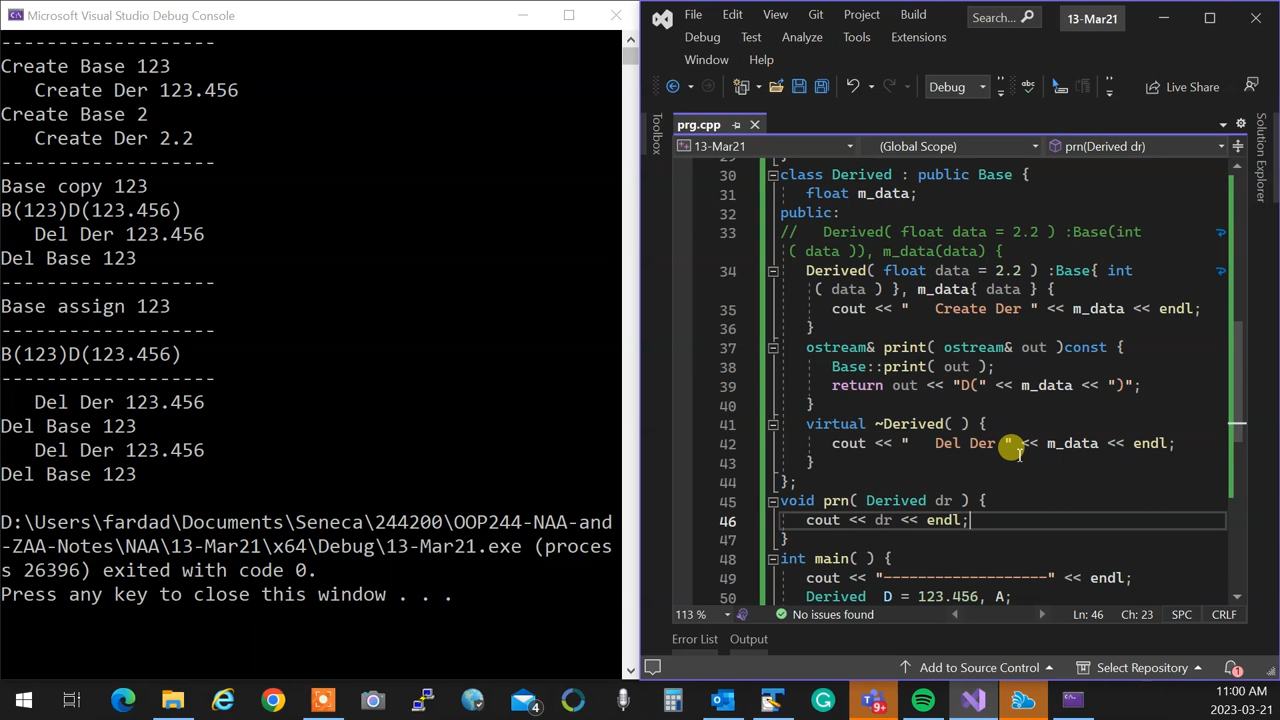 Microsoft Visual Studio Debug Console
-------------------
Create Base 123
Create Der 123.456
Create Base 2
Create Der 2.2
-------------------
Base copy 123
B(123)D(123.456)
Del Der 123.456
Del Base 123
-------------------
Base assign 123
-------------------
B(123)D(123.456)
-------------------
Del Der 123.456
Del Base 123
Del Der 123.456
Del Base 123
D:\Users\fardad\Documents\Seneca\244200\OOP244-NAA-and
-ZAA-Notes\NAA\13-Mar21\x64\Debug\13-Mar21.exe (proces
s 26396) exited with code 0.
Press any key to close this window . . .
File Edit View Git Project Build Search... 13-Mar21
Debug Test Analyze Tools Extensions
Window Help
Debug Live Share
prg.cpp
13-Mar21 (Global Scope) prn(Derived dr)
Toolbox
Solution Explorer
29 }
30 class Derived : public Base {
31 float m_data;
32 public:
33 // Derived( float data = 2.2 ) :Base(int
( data )), m_data(data) {
34 Derived( float data = 2.2 ) :Base{ int
( data ) }, m_data{ data } {
35 cout << "   Create Der " << m_data << endl;
36 }
37 ostream& print( ostream& out )const {
38 Base::print( out );
39 return out << "D(" << m_data << ")";
40 }
41 virtual ~Derived( ) {
42 cout << "   Del Der " << m_data << endl;
43 }
44 };
45 void prn( Derived dr ) {
46 cout << dr << endl;
47 }
48 int main( ) {
49 cout << "-------------------" << endl;
50 Derived D = 123.456, A;
113 % No issues found Ln: 46 Ch: 23 SPC CRLF
Error List Output
Add to Source Control Select Repository 1
4
9+
11:00 AM
2023-03-21